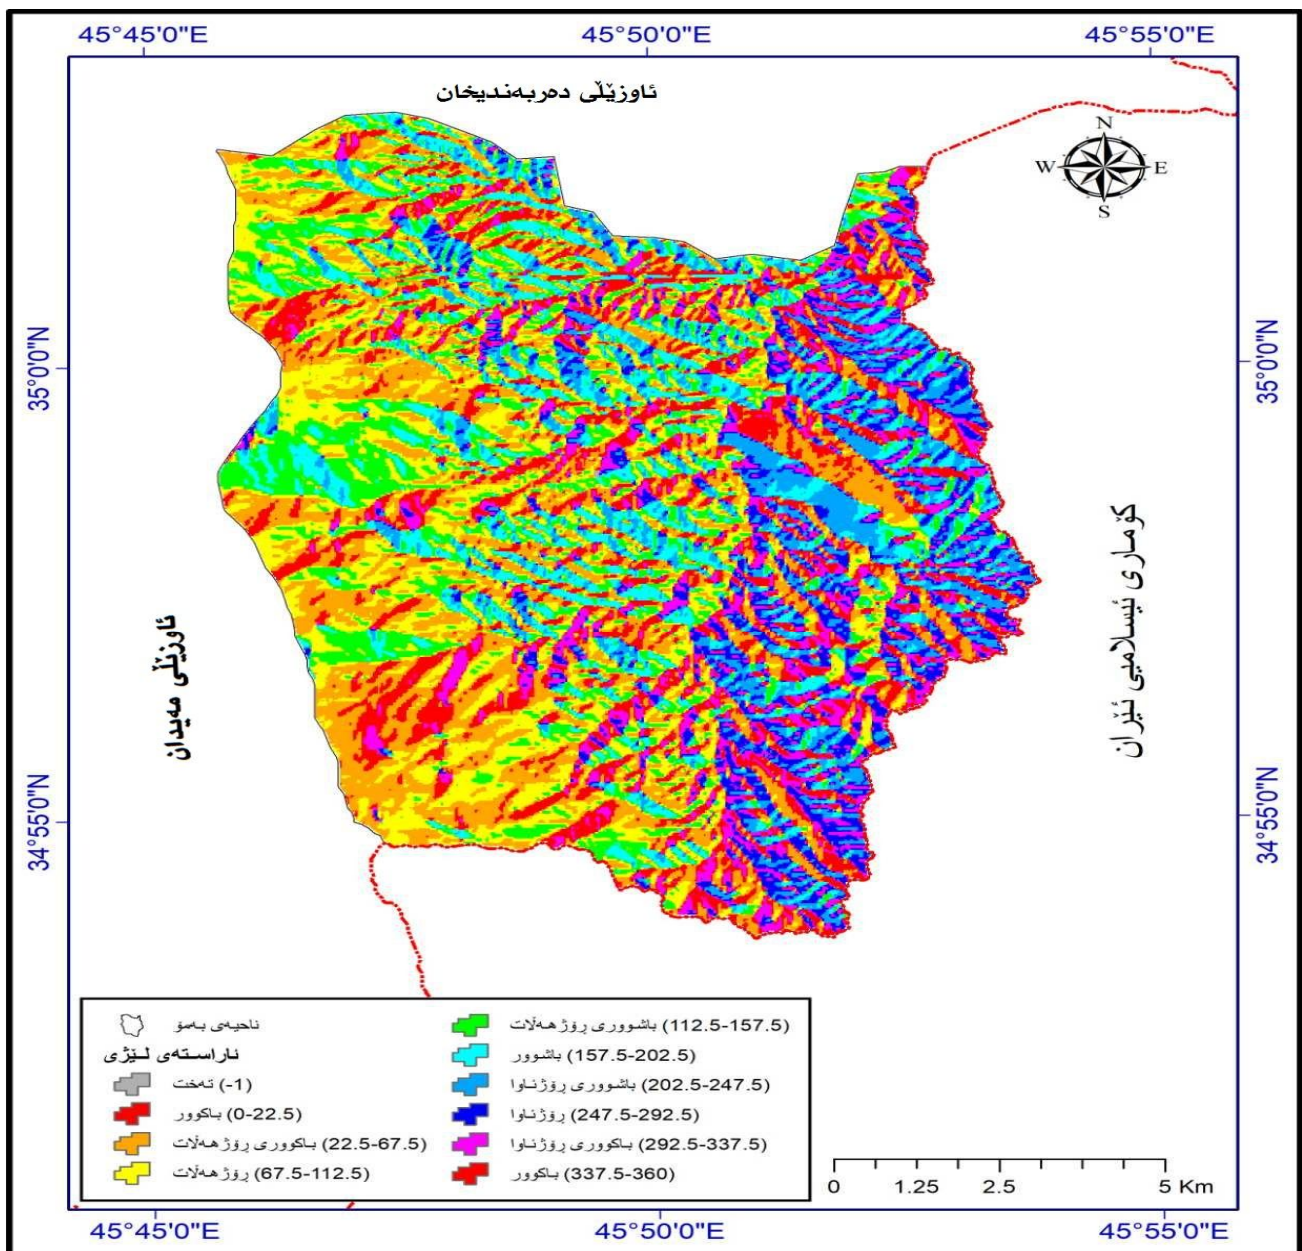 45°45'0"E 45°50'0"E 45°55'0"E
ئاوزێڵی دەربەندیخان
N
W E
S
35°0'0"N
35°0'0"N
کۆماری ئیسلامیی ئێران
ئاوزێڵی مەیدان
34°55'0"N
34°55'0"N
ناحیەی بەمۆ
ئاراستەی لێژی
تەخت (-1)
باکوور (0-22.5)
باکووری ڕۆژهەڵات (22.5-67.5)
ڕۆژهەڵات (67.5-112.5)
باشووری ڕۆژهەڵات (112.5-157.5)
باشوور (157.5-202.5)
باشووری ڕۆژئاوا (202.5-247.5)
ڕۆژئاوا (247.5-292.5)
باکووری ڕۆژئاوا (292.5-337.5)
باکوور (337.5-360)
0 1.25 2.5 5 Km
45°45'0"E 45°50'0"E 45°55'0"E